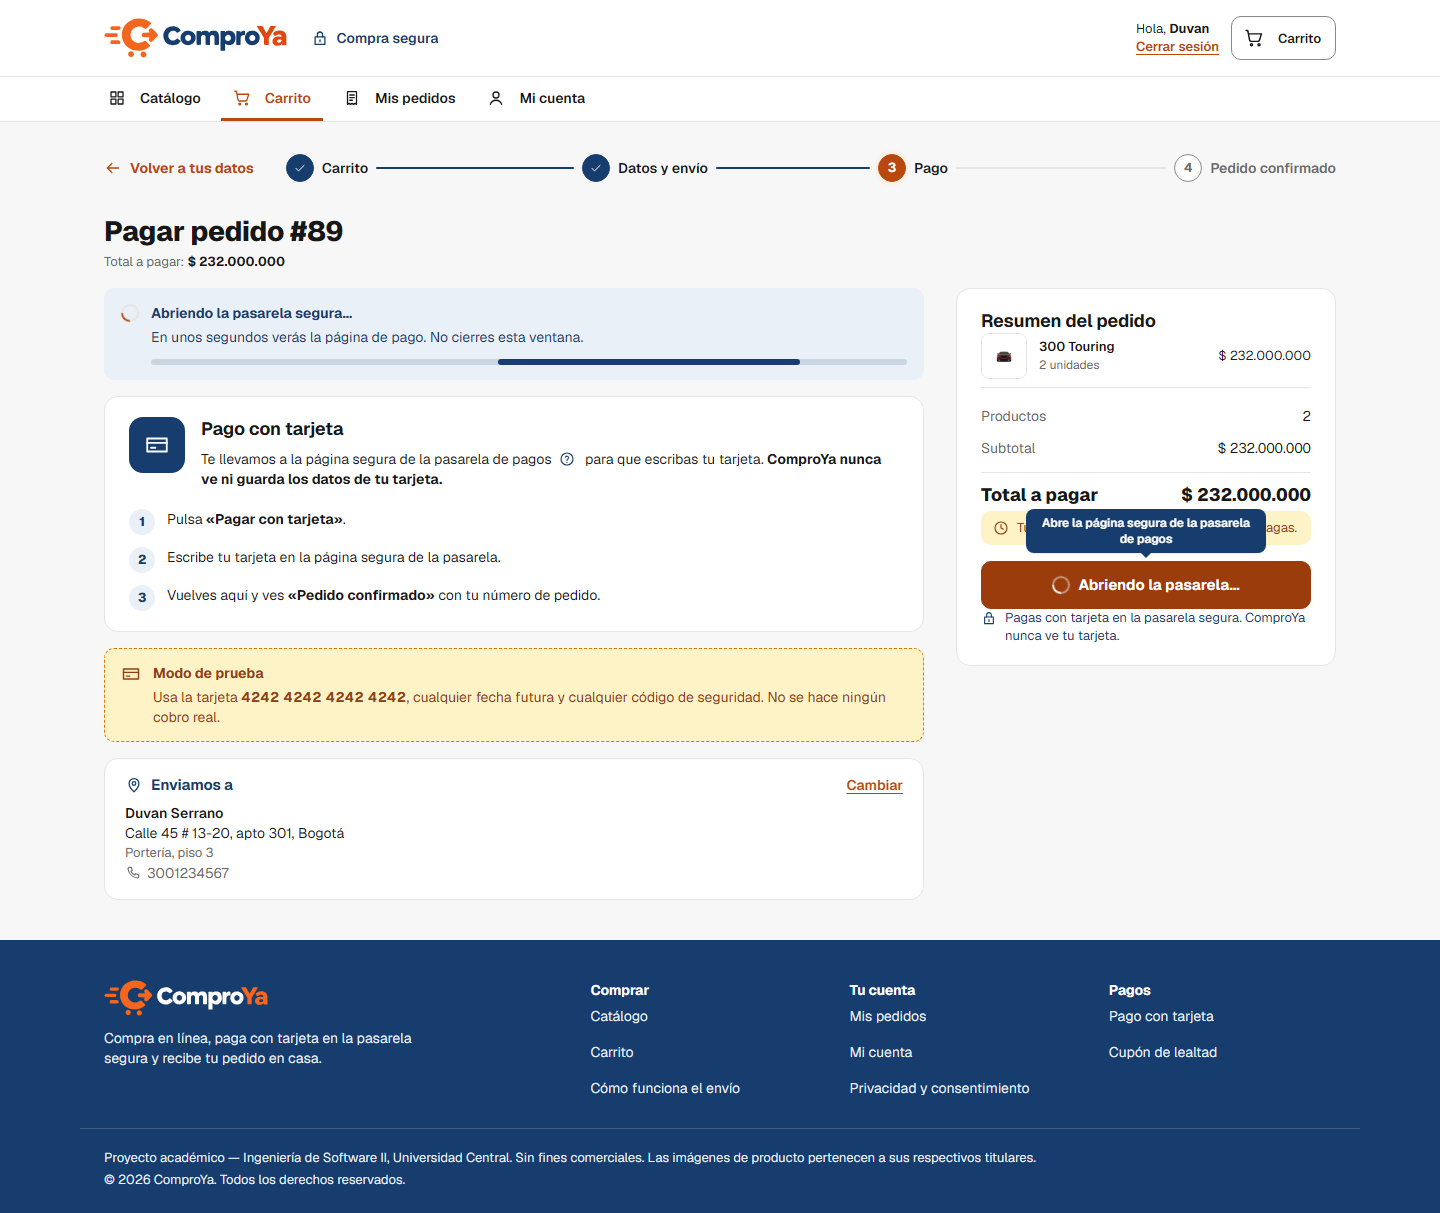 ComproYa
Compra segura
Hola, Duvan
Cerrar sesión
Carrito
Catálogo
Carrito
Mis pedidos
Mi cuenta
Volver a tus datos
Carrito
Datos y envío
3
Pago
4
Pedido confirmado
Pagar pedido #89
Total a pagar: $ 232.000.000
Abriendo la pasarela segura...
En unos segundos verás la página de pago. No cierres esta ventana.
Pago con tarjeta
Te llevamos a la página segura de la pasarela de pagos ? para que escribas tu tarjeta. ComproYa nunca
ve ni guarda los datos de tu tarjeta.
1 Pulsa «Pagar con tarjeta».
2 Escribe tu tarjeta en la página segura de la pasarela.
3 Vuelves aquí y ves «Pedido confirmado» con tu número de pedido.
Modo de prueba
Usa la tarjeta 4242 4242 4242 4242, cualquier fecha futura y cualquier código de seguridad. No se hace ningún
cobro real.
Enviamos a
Cambiar
Duvan Serrano
Calle 45 # 13-20, apto 301, Bogotá
Portería, piso 3
3001234567
Resumen del pedido
300 Touring
2 unidades
$ 232.000.000
Productos 2
Subtotal $ 232.000.000
Total a pagar $ 232.000.000
Abre la página segura de la pasarela
de pagos
Abriendo la pasarela...
Pagas con tarjeta en la pasarela segura. ComproYa
nunca ve tu tarjeta.
ComproYa
Compra en línea, paga con tarjeta en la pasarela
segura y recibe tu pedido en casa.
Comprar
Catálogo
Carrito
Cómo funciona el envío
Tu cuenta
Mis pedidos
Mi cuenta
Privacidad y consentimiento
Pagos
Pago con tarjeta
Cupón de lealtad
Proyecto académico — Ingeniería de Software II, Universidad Central. Sin fines comerciales. Las imágenes de producto pertenecen a sus respectivos titulares.
© 2026 ComproYa. Todos los derechos reservados.